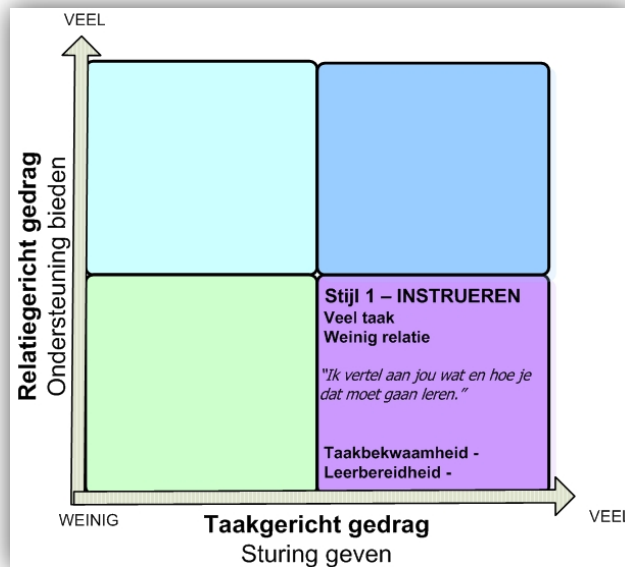 VEEL
Relatiegericht gedrag
Ondersteuning bieden
Stijl 1 – INSTRUEREN
Veel taak
Weinig relatie
"Ik vertel aan jou wat en hoe je
dat moet gaan leren."
Taakbekwaamheid -
Leerbereidheid -
WEINIG
Taakgericht gedrag
VEEL
Sturing geven